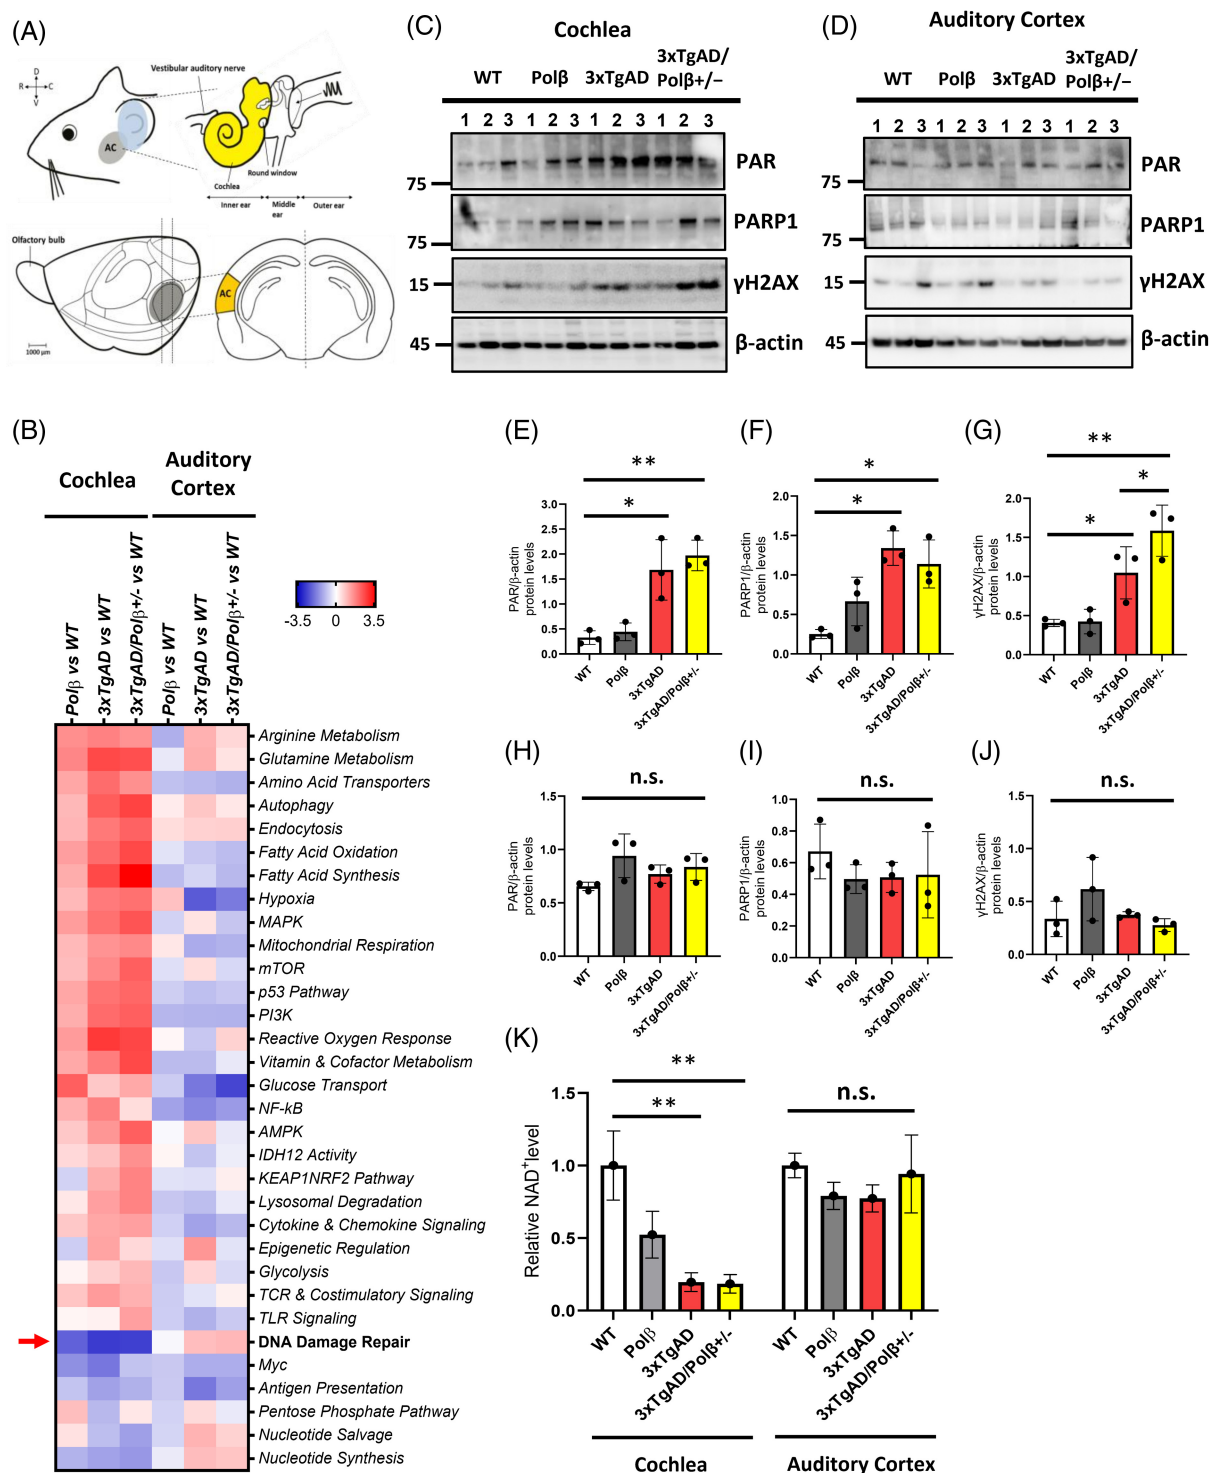 (A)
D
R
C
V
AC
Vestibular auditory nerve
Round window
Cochlea
Inner ear
Middle
ear
Outer ear
Olfactory bulb
AC
1000 µm
(C)
Cochlea
WT
Polβ
3xTgAD
3xTgAD/
Polβ+/−
1 2 3 1 2 3 1 2 3 1 2 3
PAR
75
PARP1
75
15
γH2AX
45
β-actin
(D)
Auditory Cortex
WT
Polβ
3xTgAD
3xTgAD/
Polβ+/−
1 2 3 1 2 3 1 2 3 1 2 3
PAR
75
PARP1
75
15
γH2AX
45
β-actin
(B)
Cochlea
Auditory
Cortex
-3.5 0 3.5
Polβ vs WT
3xTgAD vs WT
3xTgAD/Polβ+/- vs WT
Polβ vs WT
3xTgAD vs WT
3xTgAD/Polβ+/- vs WT
Arginine Metabolism
Glutamine Metabolism
Amino Acid Transporters
Autophagy
Endocytosis
Fatty Acid Oxidation
Fatty Acid Synthesis
Hypoxia
MAPK
Mitochondrial Respiration
mTOR
p53 Pathway
PI3K
Reactive Oxygen Response
Vitamin & Cofactor Metabolism
Glucose Transport
NF-kB
AMPK
IDH12 Activity
KEAP1NRF2 Pathway
Lysosomal Degradation
Cytokine & Chemokine Signaling
Epigenetic Regulation
Glycolysis
TCR & Costimulatory Signaling
TLR Signaling
DNA Damage Repair
Myc
Antigen Presentation
Pentose Phosphate Pathway
Nucleotide Salvage
Nucleotide Synthesis
(E)
**
*
PAR/β-actin
protein levels
3.0
2.5
2.0
1.5
1.0
0.5
0.0
WT
Polβ
3xTgAD
3xTgAD/Polβ+/-
(F)
*
*
PARP1/β-actin
protein levels
2.0
1.5
1.0
0.5
0.0
WT
Polβ
3xTgAD
3xTgAD/Polβ+/-
(G)
**
*
*
γH2AX/β-actin
protein levels
2.0
1.5
1.0
0.5
0.0
WT
Polβ
3xTgAD
3xTgAD/Polβ+/-
(H)
n.s.
PAR/β-actin
protein levels
1.5
1.0
0.5
0.0
WT
Polβ
3xTgAD
3xTgAD/Polβ+/-
(I)
n.s.
PARP1/β-actin
protein levels
1.0
0.8
0.6
0.4
0.2
0.0
WT
Polβ
3xTgAD
3xTgAD/Polβ+/-
(J)
n.s.
γH2AX/β-actin
protein levels
1.5
1.0
0.5
0.0
WT
Polβ
3xTgAD
3xTgAD/Polβ+/-
(K)
**
**
n.s.
Relative NAD+level
1.5
1.0
0.5
0.0
WT
Polβ
3xTgAD
3xTgAD/Polβ+/-
WT
Polβ
3xTgAD
3xTgAD/Polβ+/-
Cochlea
Auditory Cortex